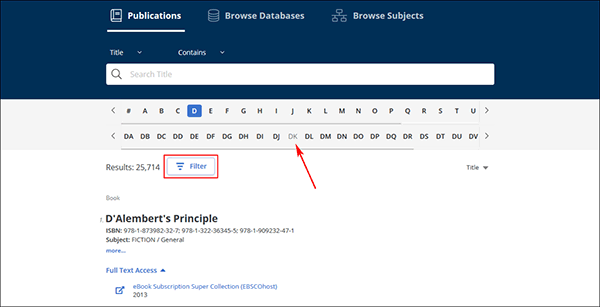 Publications Browse Databases Browse Subjects
Title Contains
Search Title
# A B C D E F G H I J K L M N O P Q R S T U
DA DB DC DD DE DF DG DH DI DJ DK DL DM DN DO DP DQ DR DS DT DU DV
Results: 25,714 Filter Title
Book
1. D'Alembert's Principle
ISBN: 978-1-873982-32-7; 978-1-322-36345-5; 978-1-909232-47-1
Subject: FICTION / General
more...
Full Text Access
eBook Subscription Super Collection (EBSCOhost)
2013